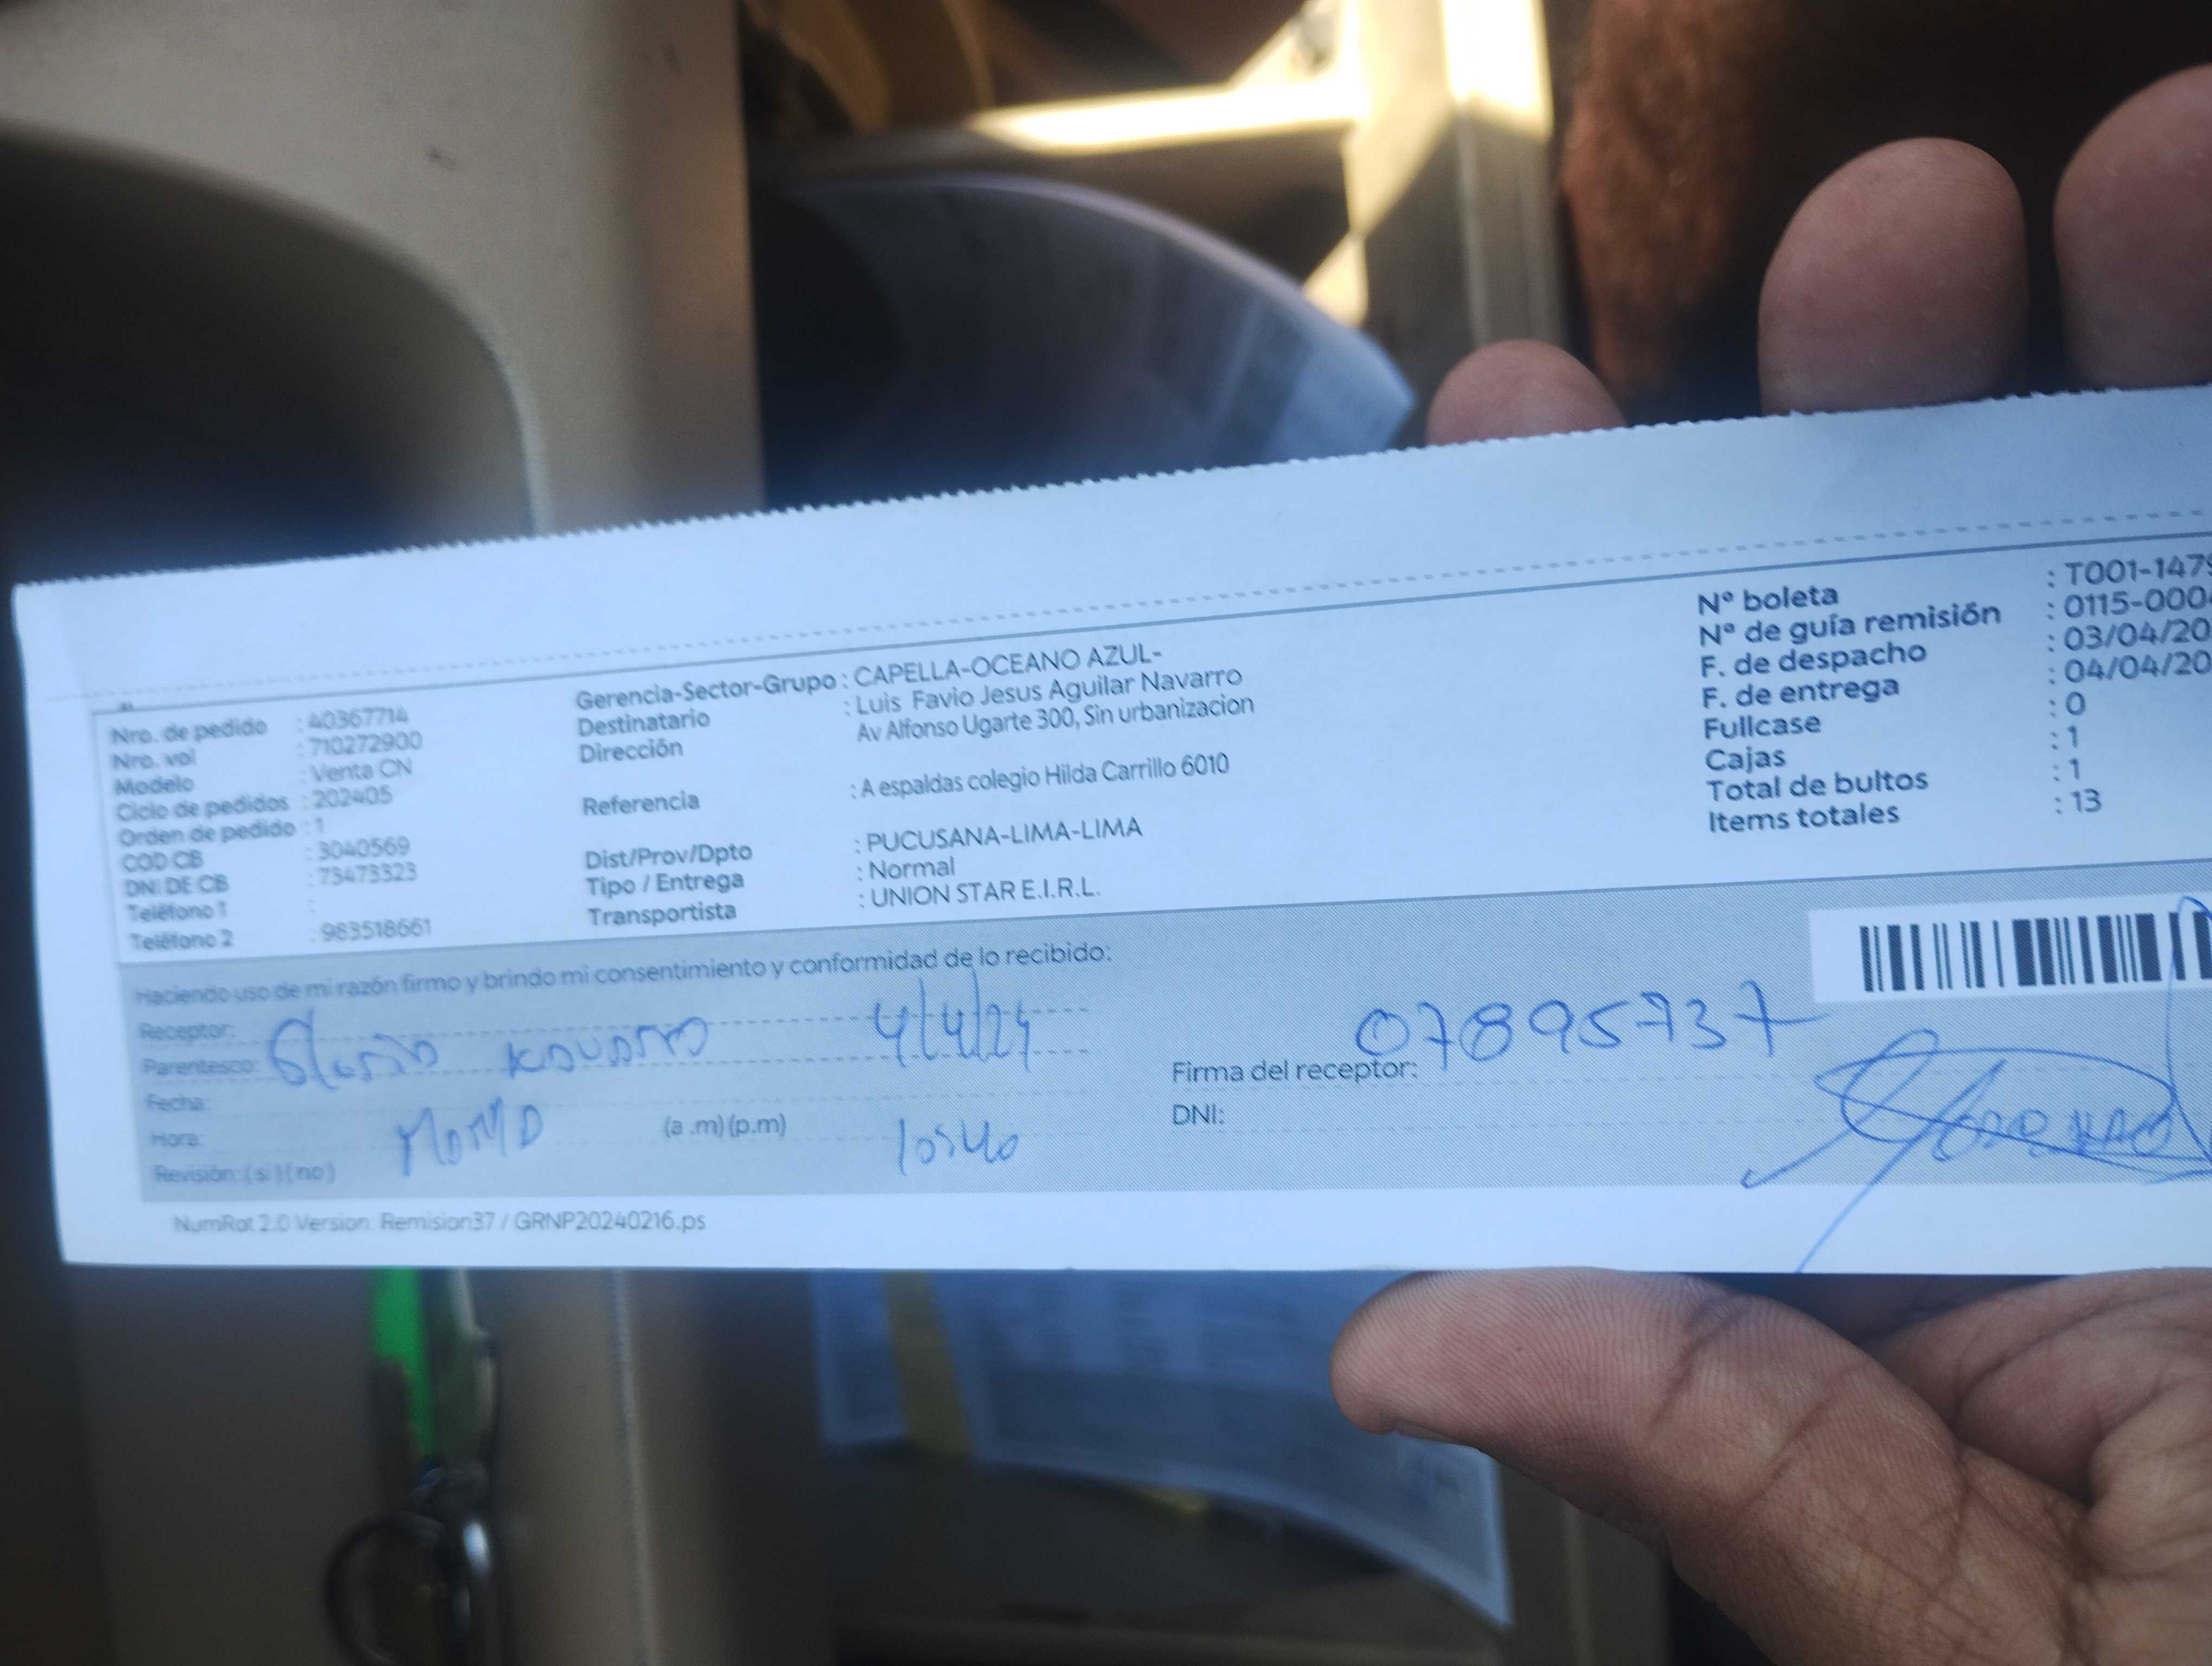 Nro. de pedido : 40367714
Nro. vol : 710272900
Modelo : Venta CN
Ciclo de pedidos : 202405
Orden de pedido : 1
COD CB : 3040569
DNI DE CB : 73473323
Teléfono 1 :
Teléfono 2 : 983518661
Gerencia-Sector-Grupo : CAPELLA-OCEANO AZUL-
Destinatario : Luis Favio Jesus Aguilar Navarro
Dirección Av Alfonso Ugarte 300, Sin urbanizacion
Referencia : A espaldas colegio Hilda Carrillo 6010
Dist/Prov/Dpto : PUCUSANA-LIMA-LIMA
Tipo / Entrega : Normal
Transportista : UNION STAR E.I.R.L.
Nº boleta : T001-1479
Nª de guía remisión : 0115-000
F. de despacho : 03/04/20
F. de entrega : 04/04/20
Fullcase : 0
Cajas : 1
Total de bultos : 1
Items totales : 13
Haciendo uso de mi razón firmo y brindo mi consentimiento y conformidad de lo recibido:
Receptor:
Parentesco: 4/4/24
Fecha:
Hora: (a .m) (p.m)
Revisión: ( si ) ( no )
07895737
Firma del receptor:
DNI:
NumRot 2.0 Version Remision37 / GRNP20240216.ps